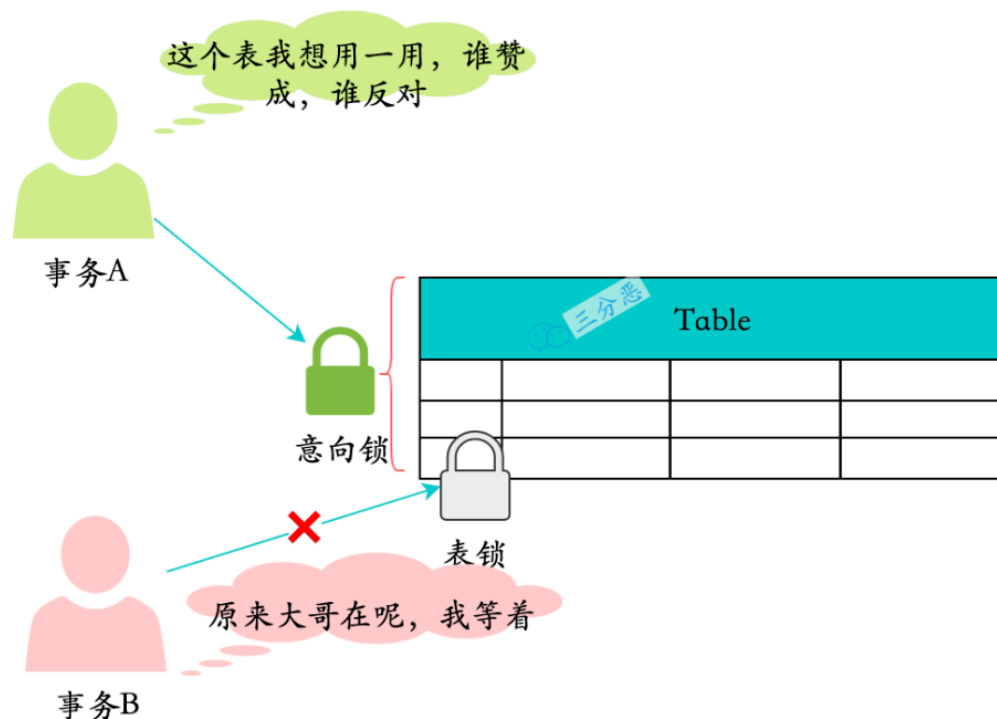 这个表我想用一用，谁赞
成，谁反对
事务A
三分恶
Table
意向锁
表锁
原来大哥在呢，我等着
事务B